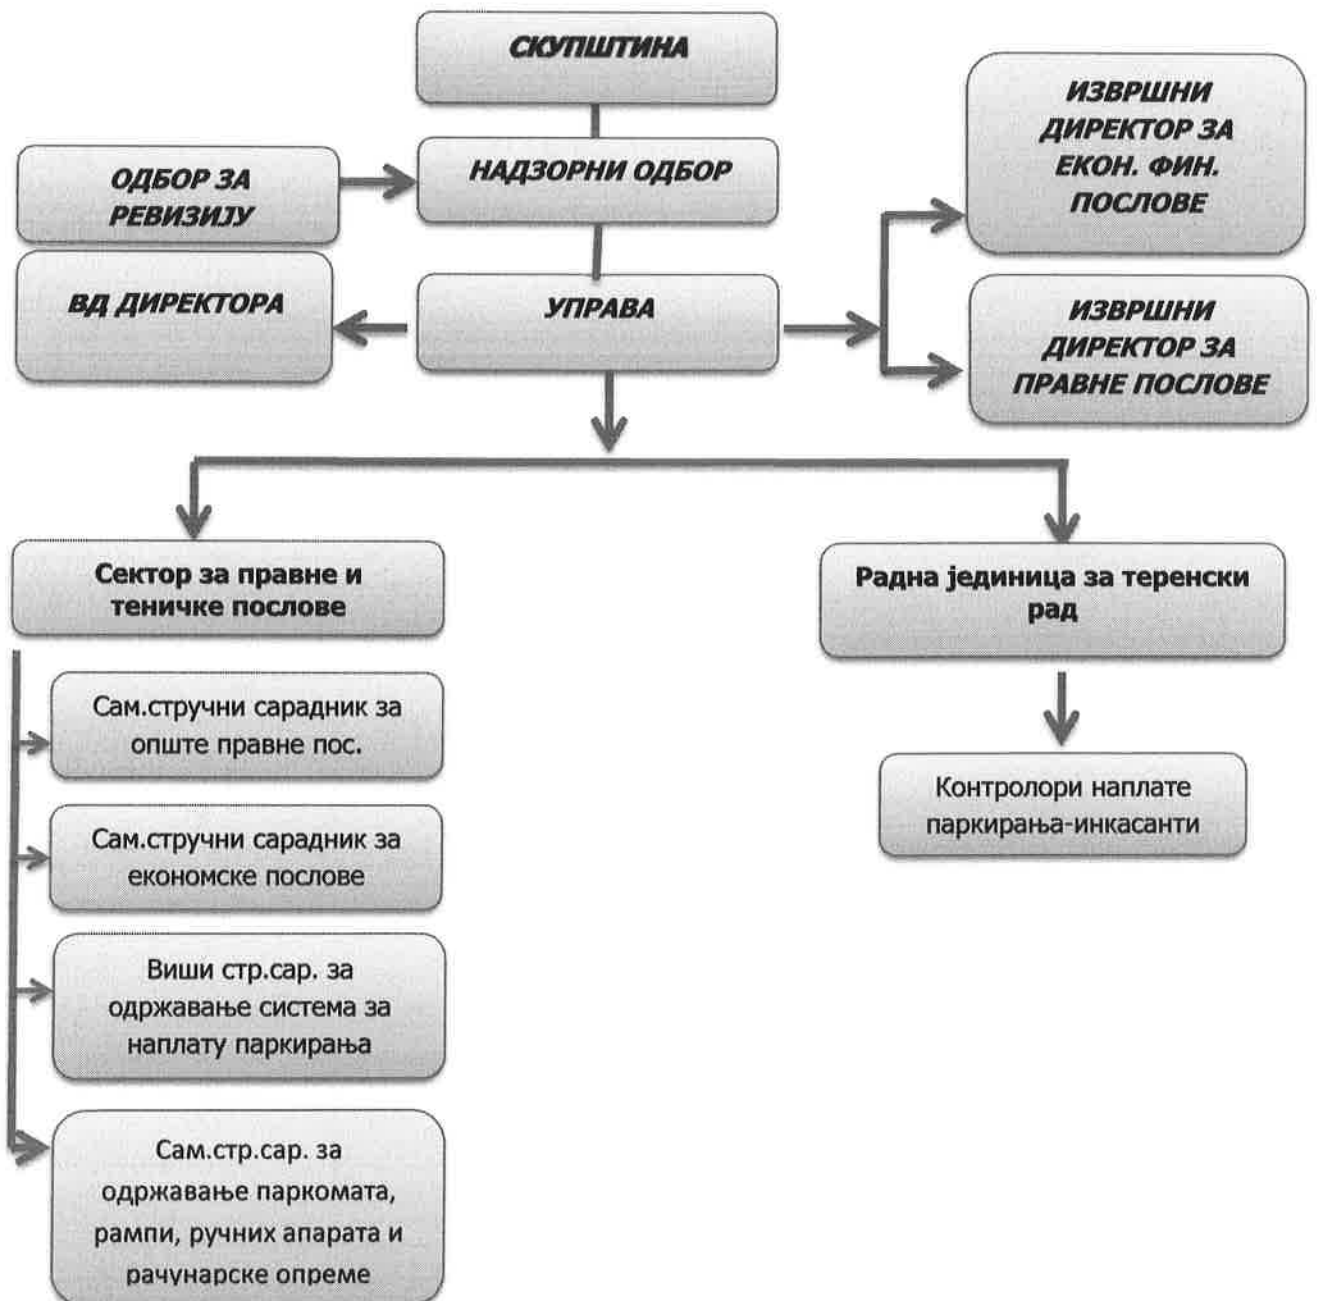 СКУПШТИНА
ИЗВРШНИ
ДИРЕКТОР ЗА
ЕКОН. ФИН.
ПОСЛОВЕ
ОДБОР ЗА
РЕВИЗИЈУ
НАДЗОРНИ ОДБОР
ВД ДИРЕКТОРА
УПРАВА
ИЗВРШНИ
ДИРЕКТОР ЗА
ПРАВНЕ ПОСЛОВЕ
Сектор за правне и
теничке послове
Радна јединица за теренски
рад
Сам.стручни сарадник за
опште правне пос.
Сам.стручни сарадник за
економске послове
Виши стр.сар. за
одржавање система за
наплату паркирања
Сам.стр.сар. за
одржавање паркомата,
рампи, ручних апарата и
рачунарске опреме
Контролори наплате
паркирања-инкасанти